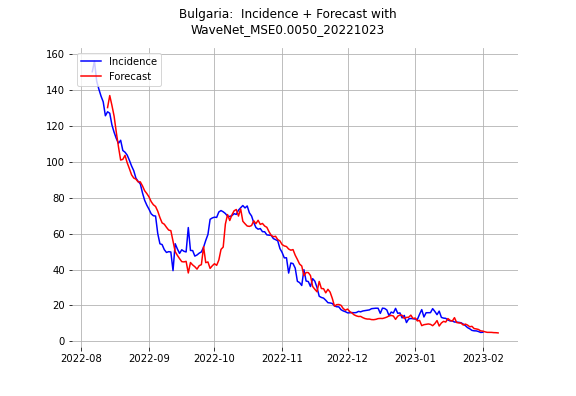 Bulgaria:  Incidence + Forecast with
WaveNet_MSE0.0050_20221023
Incidence
Forecast
160
140
120
100
80
60
40
20
0
2022-08 2022-09 2022-10 2022-11 2022-12 2023-01 2023-02